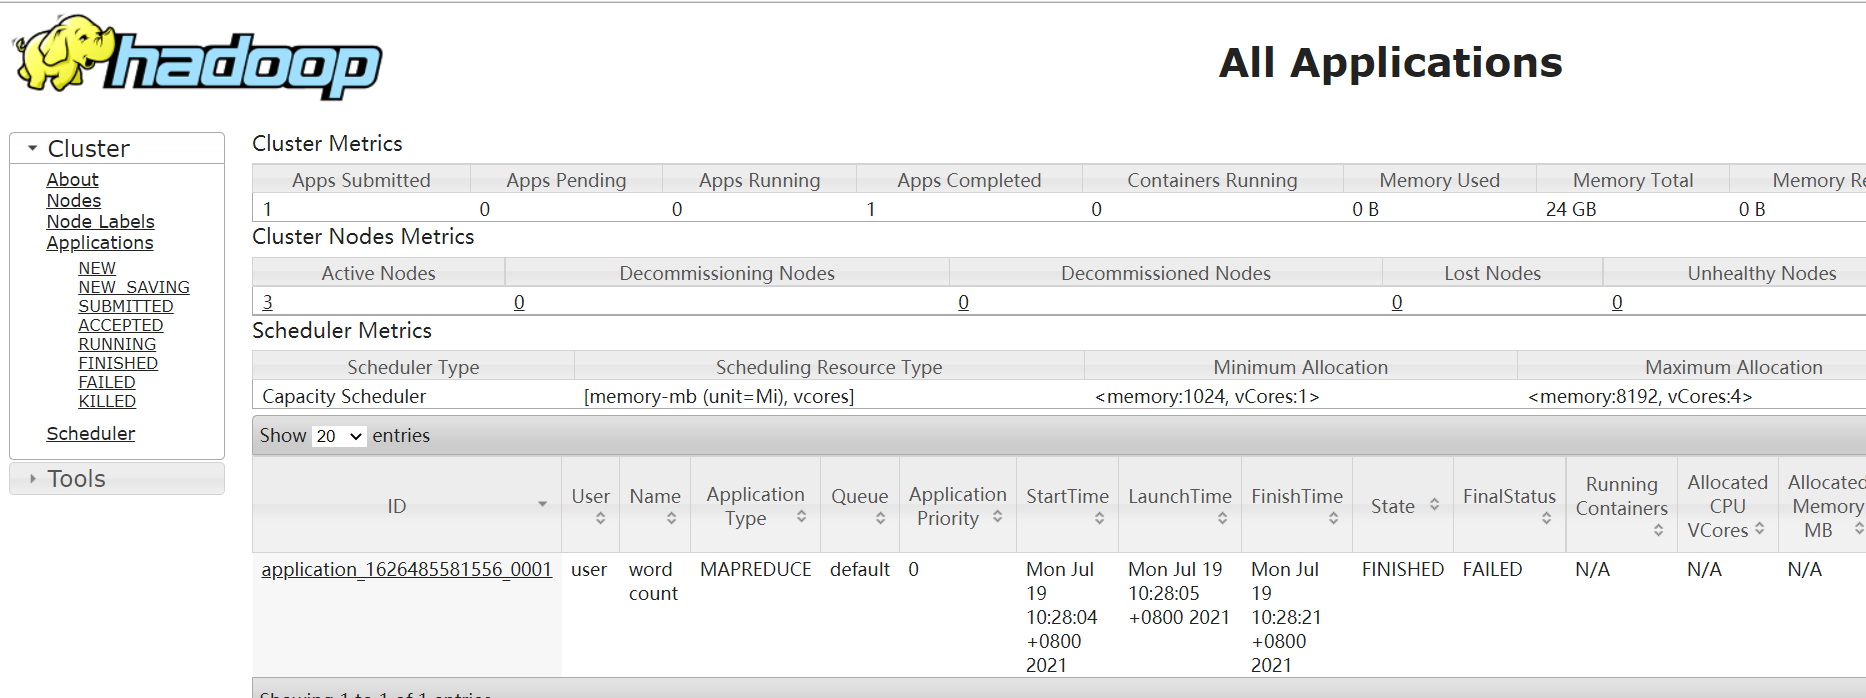 hadoop
All Applications
Cluster
About
Nodes
Node Labels
Applications
NEW
NEW_SAVING
SUBMITTED
ACCEPTED
RUNNING
FINISHED
FAILED
KILLED
Scheduler
Tools
Cluster Metrics
Apps Submitted Apps Pending Apps Running Apps Completed Containers Running Memory Used Memory Total Memory Re
1 0 0 1 0 0 B 24 GB 0 B
Cluster Nodes Metrics
Active Nodes Decommissioning Nodes Decommissioned Nodes Lost Nodes Unhealthy Nodes
3 0 0 0 0
Scheduler Metrics
Scheduler Type Scheduling Resource Type Minimum Allocation Maximum Allocation
Capacity Scheduler [memory-mb (unit=Mi), vcores] <memory:1024, vCores:1> <memory:8192, vCores:4>
Show 20 entries
ID User Name Application Type Queue Application Priority StartTime LaunchTime FinishTime State FinalStatus Running Containers Allocated CPU VCores Allocated Memory MB
application_1626485581556_0001 user word count MAPREDUCE default 0 Mon Jul 19 10:28:04 +0800 2021 Mon Jul 19 10:28:05 +0800 2021 Mon Jul 19 10:28:21 +0800 2021 FINISHED FAILED N/A N/A N/A
Showing 1 to 1 of 1 entries